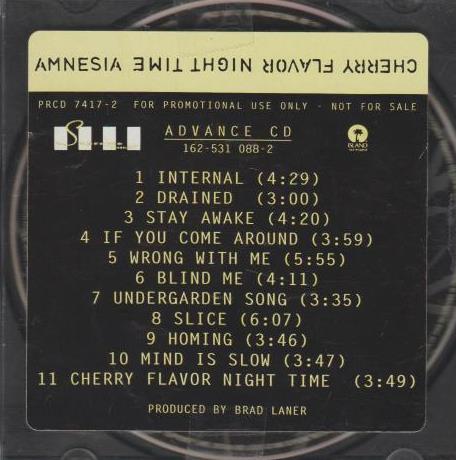 CHERRY FLAVOR NIGHT TIME AMNESIA
PRCD 7417-2 FOR PROMOTIONAL USE ONLY - NOT FOR SALE
ADVANCE CD
162-531 088-2
ISLAND
1 INTERNAL (4:29)
2 DRAINED (3:00)
3 STAY AWAKE (4:20)
4 IF YOU COME AROUND (3:59)
5 WRONG WITH ME (5:55)
6 BLIND ME (4:11)
7 UNDERGARDEN SONG (3:35)
8 SLICE (6:07)
9 HOMING (3:46)
10 MIND IS SLOW (3:47)
11 CHERRY FLAVOR NIGHT TIME (3:49)
PRODUCED BY BRAD LANER